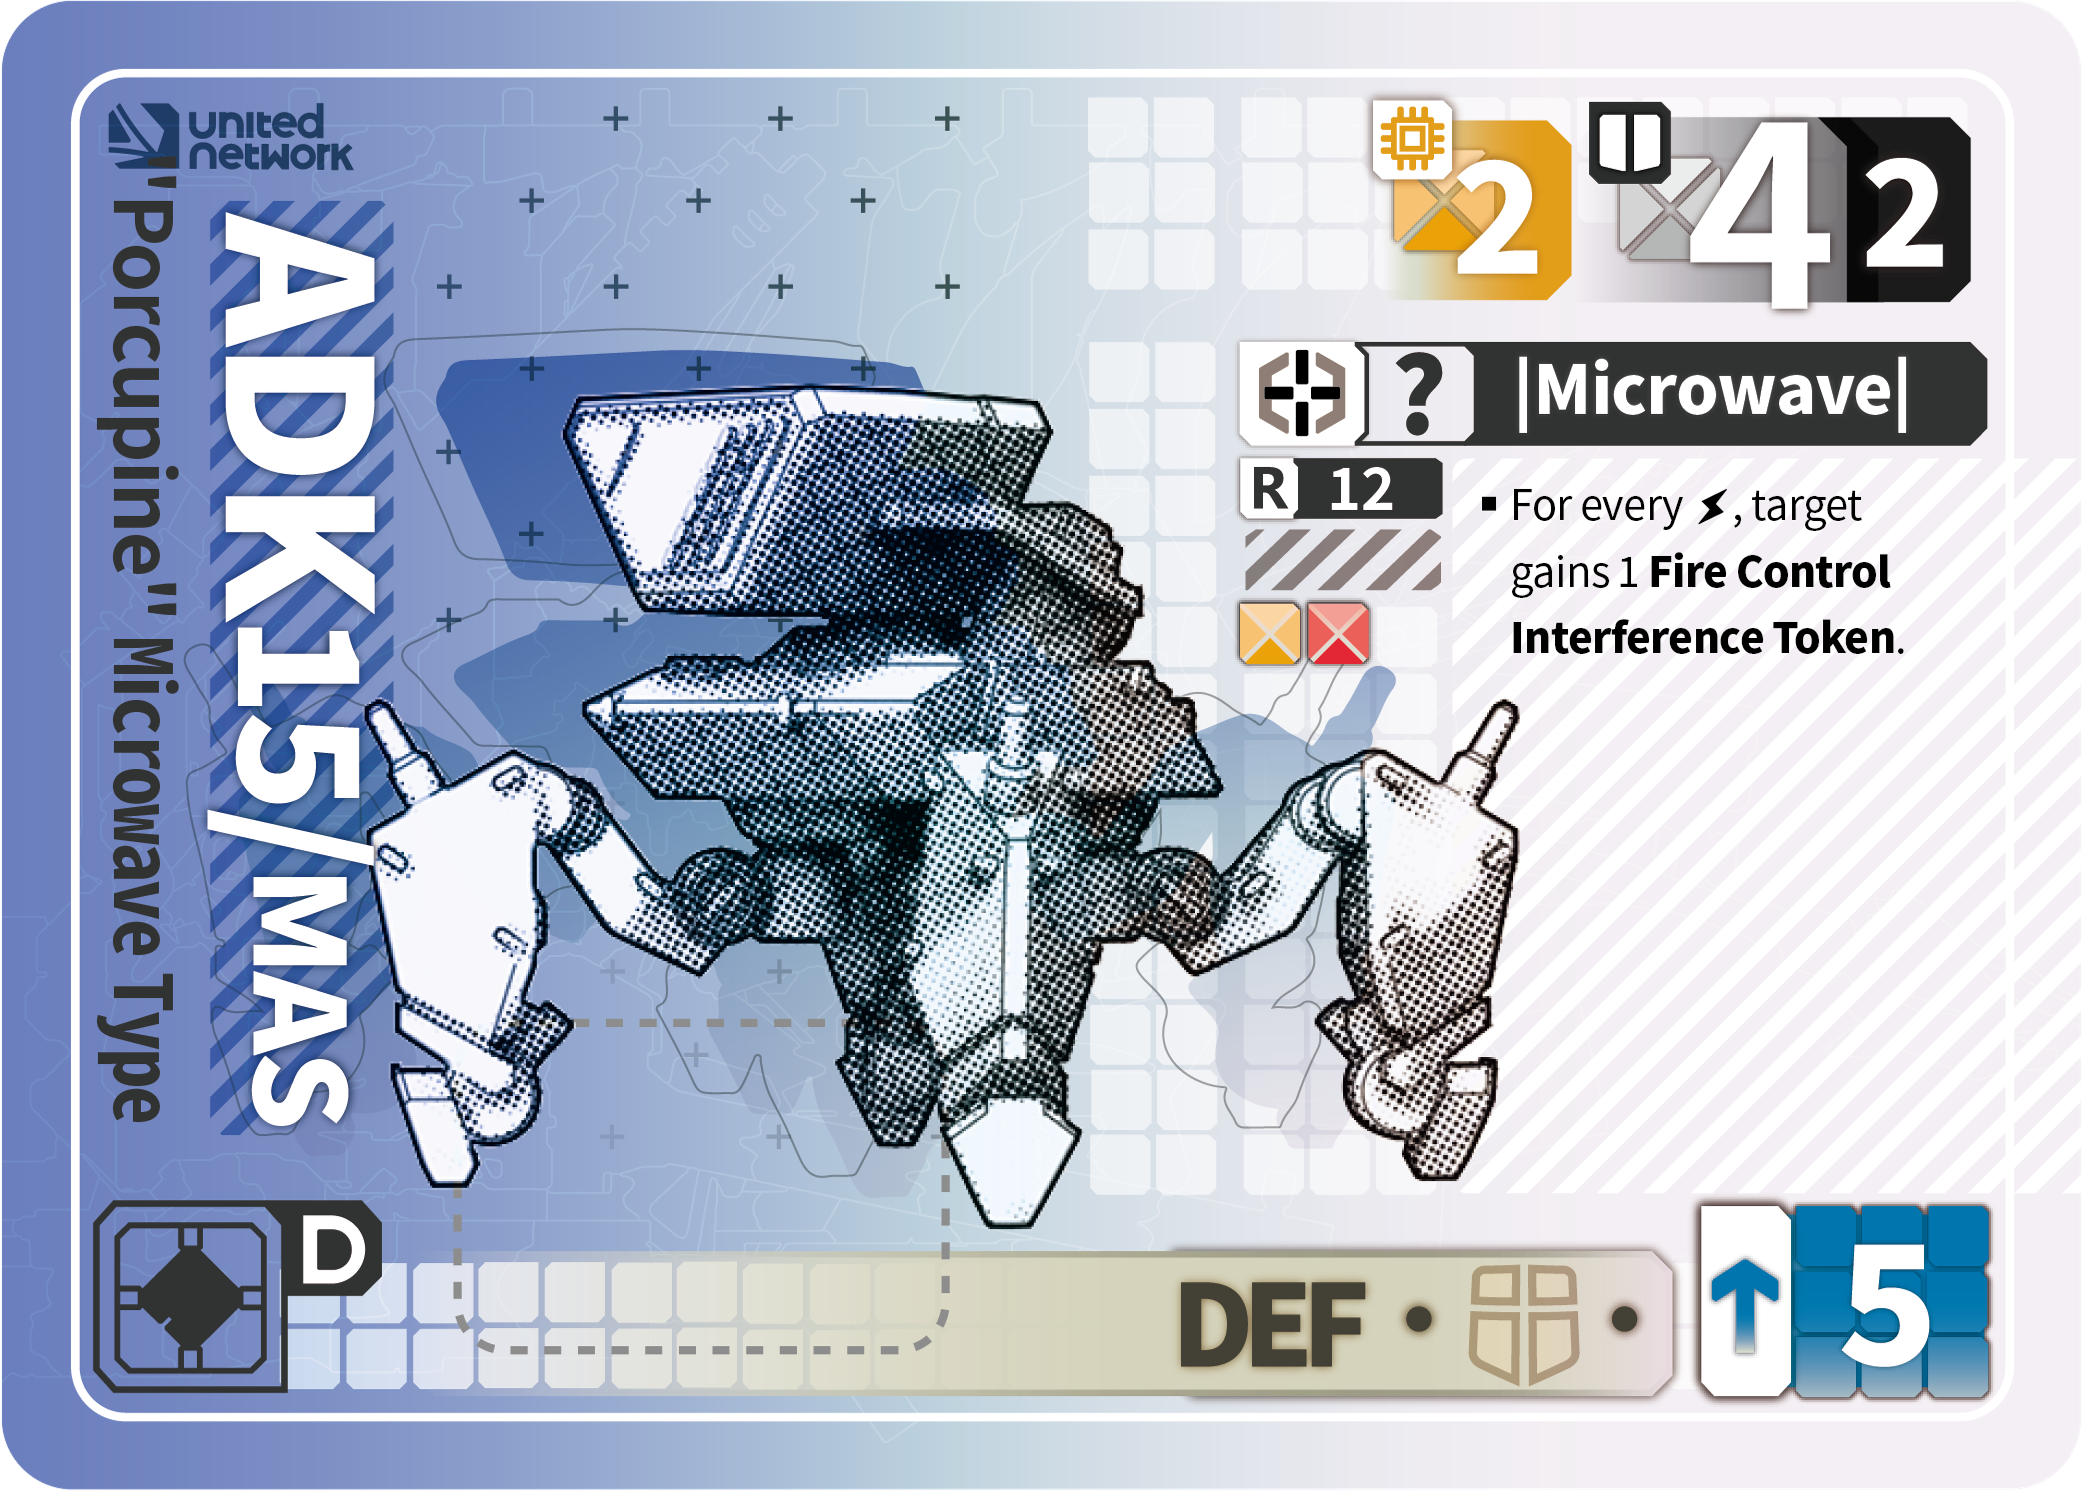 United
Network
"Porcupine" Microwave Type
ADK15/MAS
2
4 2
? |Microwave|
R 12
▪ For every , target
gains 1 Fire Control
Interference Token.
D
DEF • •
5